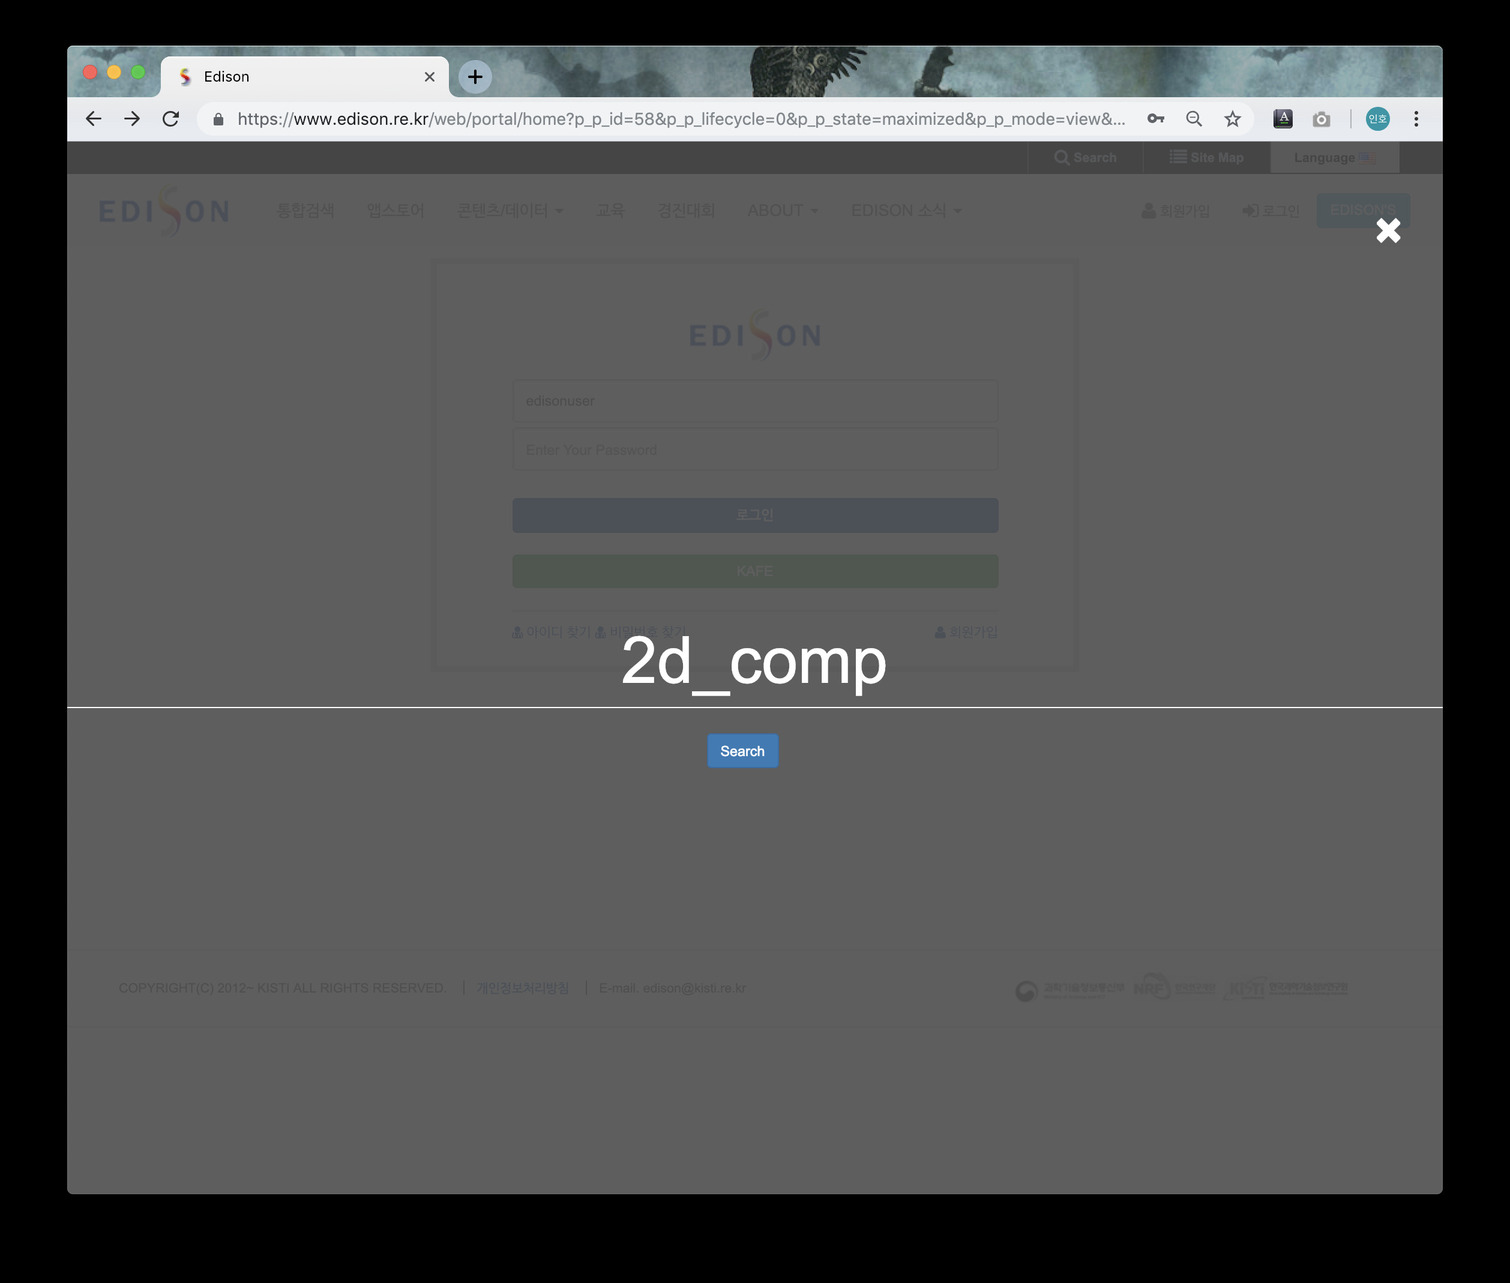 Edison
https://www.edison.re.kr/web/portal/home?p_p_id=58&p_p_lifecycle=0&p_p_state=maximized&p_p_mode=view&...
인호
Search
Site Map
Language
EDISON
통합검색
앱스토어
콘텐츠/데이터
교육
경진대회
ABOUT
EDISON 소식
회원가입
로그인
EDISON'S
EDISON
edisonuser
Enter Your Password
로그인
KAFE
아이디 찾기
비밀번호 찾기
회원가입
2d_comp
Search
COPYRIGHT(C) 2012~ KISTI ALL RIGHTS RESERVED. | 개인정보처리방침 | E-mail. edison@kisti.re.kr
과학기술정보통신부
NRF 한국연구재단
KISTI 한국과학기술정보연구원